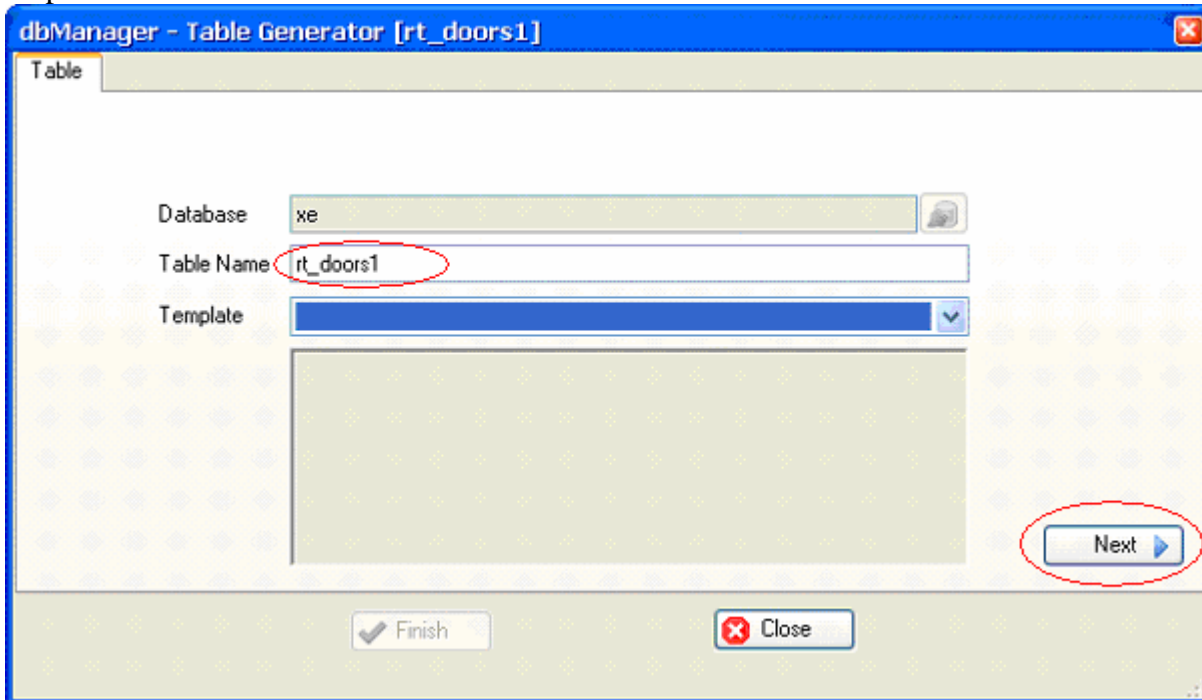 dbManager - Table Generator [rt_doors1]
Table
Database xe
Table Name rt_doors1
Template
Next
Finish Close